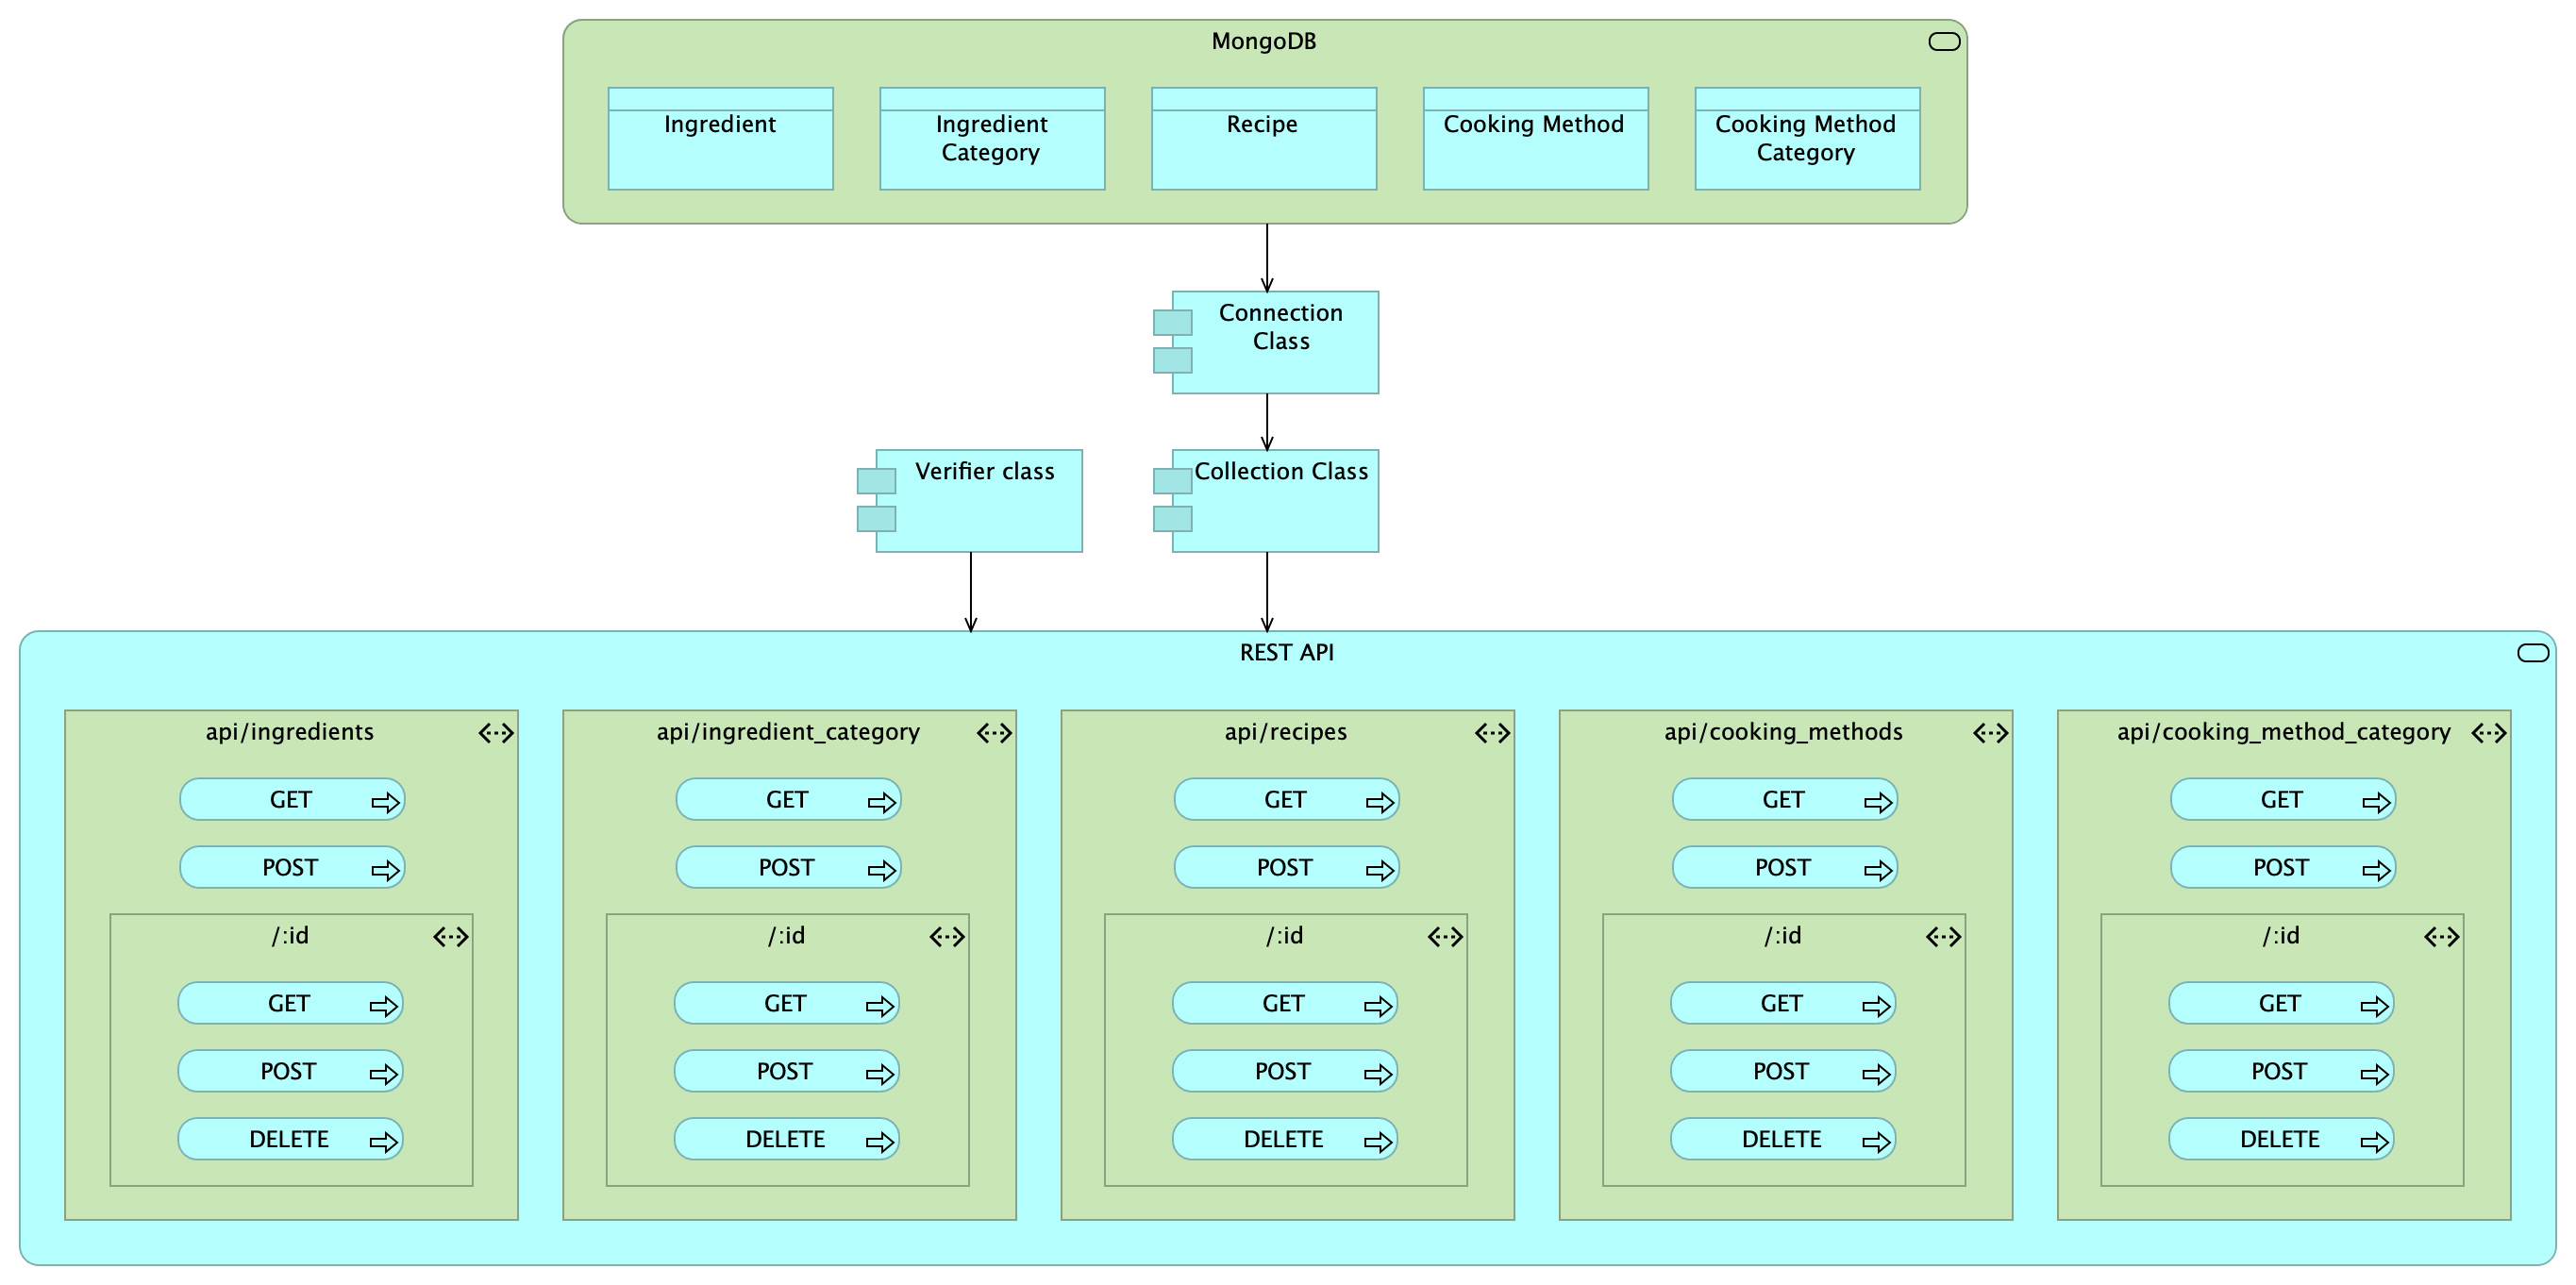 MongoDB
Ingredient
Ingredient
Category
Recipe
Cooking Method
Cooking Method
Category
Connection
Class
Verifier class
Collection Class
REST API
api/ingredients
GET
POST
/:id
GET
POST
DELETE
api/ingredient_category
GET
POST
/:id
GET
POST
DELETE
api/recipes
GET
POST
/:id
GET
POST
DELETE
api/cooking_methods
GET
POST
/:id
GET
POST
DELETE
api/cooking_method_category
GET
POST
/:id
GET
POST
DELETE